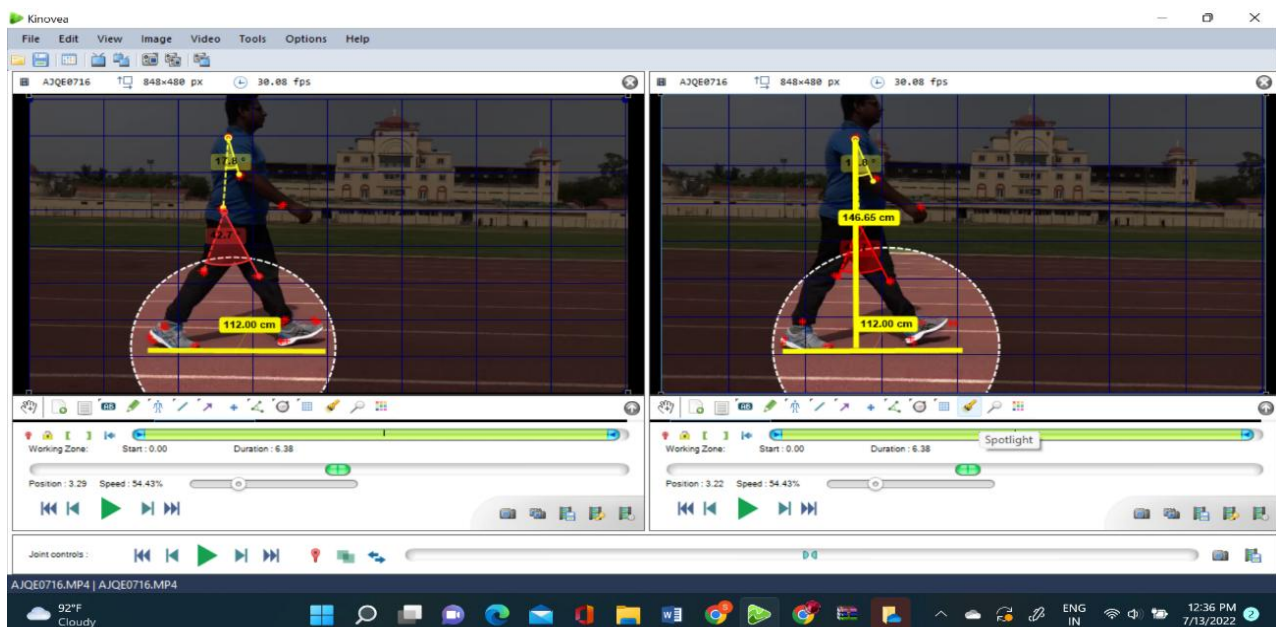 Kinovea
File Edit View Image Video Tools Options Help
AJQE0716 848×480 px 30.08 fps
17.8 °
112.00 cm
Working Zone: Start : 0.00 Duration : 6.38
Position : 3.29 Speed : 54.43%
AJQE0716 848×480 px 30.08 fps
146.65 cm
112.00 cm
Spotlight
Working Zone: Start : 0.00 Duration : 6.38
Position : 3.22 Speed : 54.43%
Joint controls :
AJQE0716.MP4 | AJQE0716.MP4
92°F
Cloudy
ENG
IN
12:36 PM
7/13/2022
2